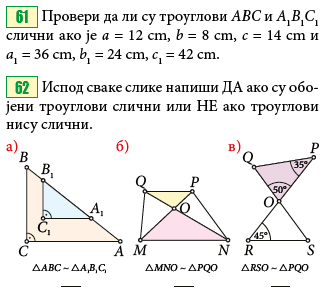 61 Провери да ли су троуглови ABC и A₁B₁C₁
слични ако је a = 12 cm, b = 8 cm, c = 14 cm и
a₁ = 36 cm, b₁ = 24 cm, c₁ = 42 cm.
62 Испод сваке слике напиши ДА ако су обо-
јени троуглови слични или НЕ ако троуглови
нису слични.
а) б) в)
B B₁ A₁ C₁ C A
Q P O M N
P 35° Q 50° O 45° R S
△ABC ~ △A₁B₁C₁ △MNO ~ △PQO △RSO ~ △PQO